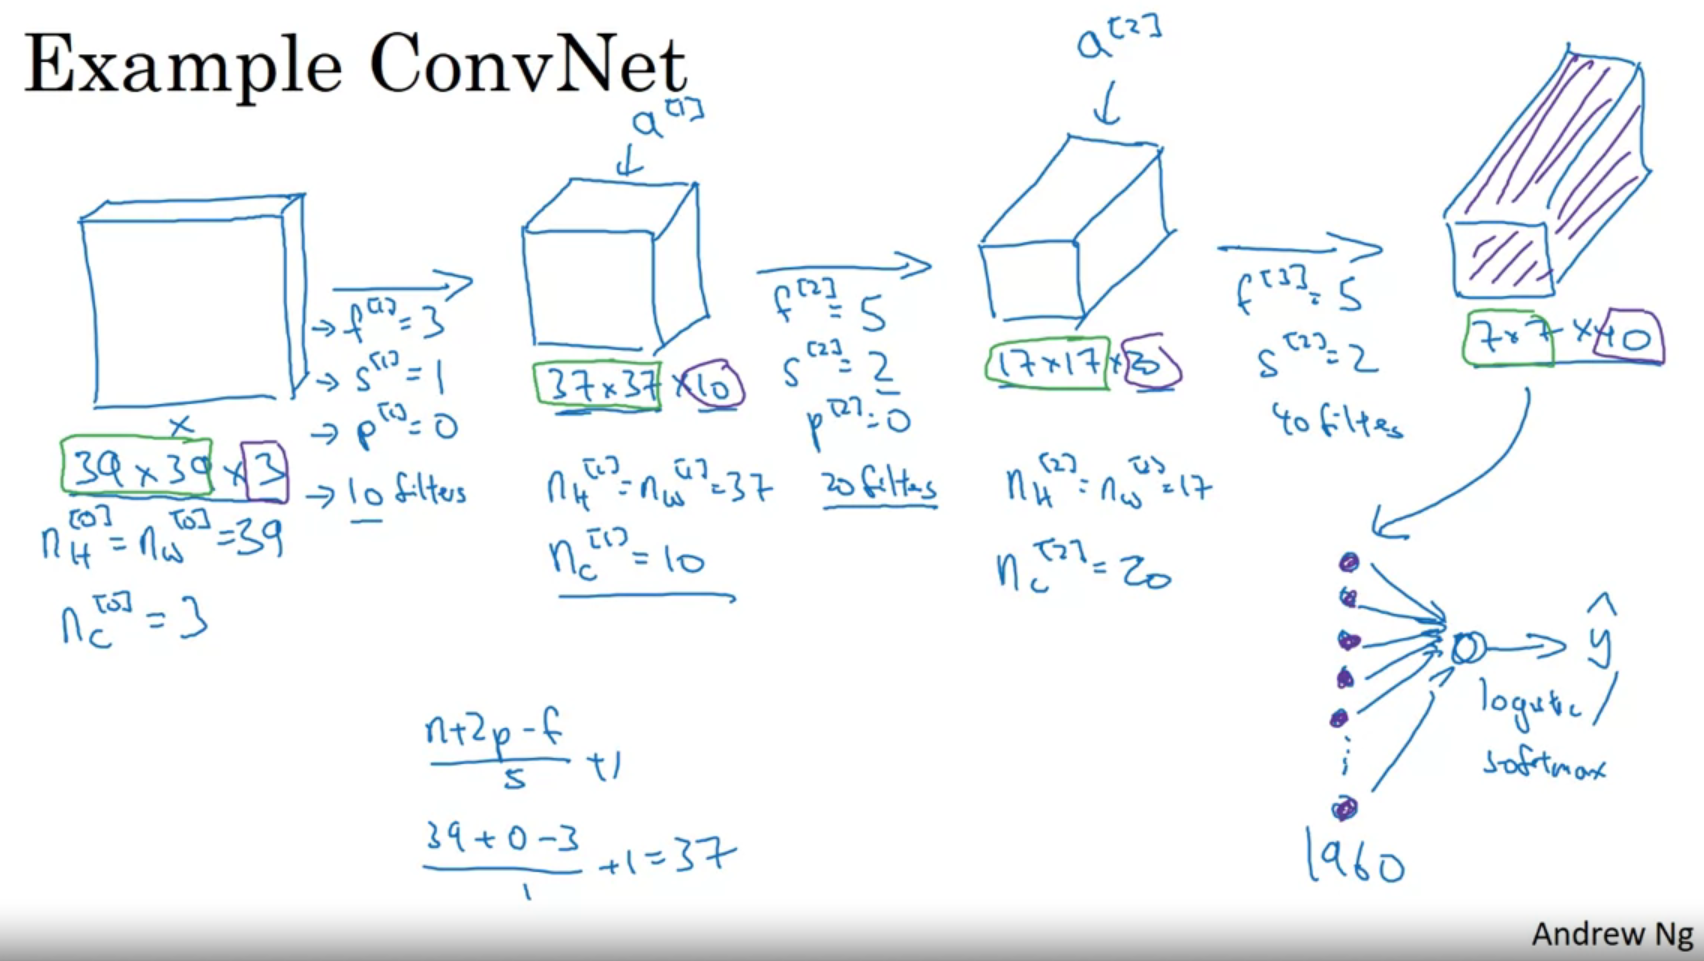 Example ConvNet
a^[1]
a^[2]
x
39 x 39 x 3
n_H^[0] = n_W^[0] = 39
n_C^[0] = 3
→ f^[1] = 3
→ s^[1] = 1
→ p^[1] = 0
→ 10 filters
37 x 37 x 10
n_H^[1] = n_W^[1] = 37
n_C^[1] = 10
f^[2] = 5
s^[2] = 2
p^[2] = 0
20 filters
17 x 17 x 20
n_H^[2] = n_W^[2] = 17
n_C^[2] = 20
f^[3] = 5
s^[2] = 2
40 filters
7 x 7 x 40
n+2p-f / s +1
39 + 0 - 3 / 1 + 1 = 37
ŷ
logistic /
softmax
1960
Andrew Ng